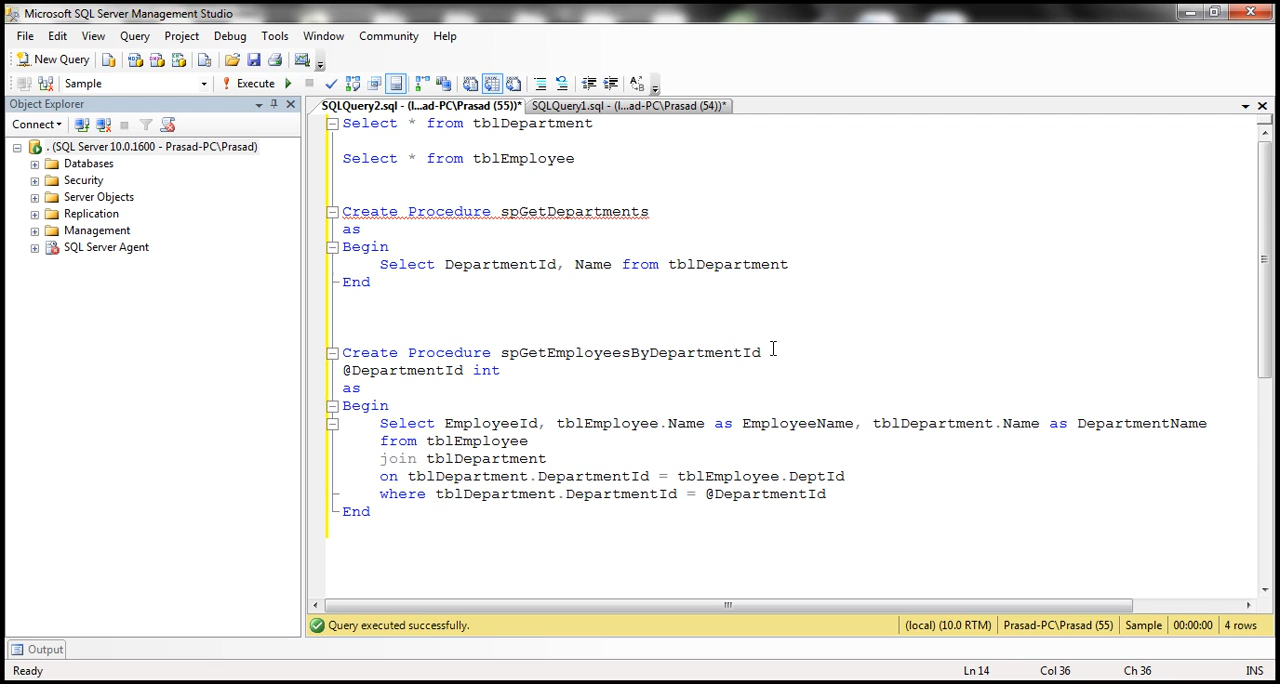 Microsoft SQL Server Management Studio
File Edit View Query Project Debug Tools Window Community Help
New Query
Sample Execute
Object Explorer
SQLQuery2.sql - (l...ad-PC\Prasad (55))* SQLQuery1.sql - (l...ad-PC\Prasad (54))*
Connect
. (SQL Server 10.0.1600 - Prasad-PC\Prasad)
Databases
Security
Server Objects
Replication
Management
SQL Server Agent
Select * from tblDepartment
Select * from tblEmployee
Create Procedure spGetDepartments
as
Begin
Select DepartmentId, Name from tblDepartment
End
Create Procedure spGetEmployeesByDepartmentId
@DepartmentId int
as
Begin
Select EmployeeId, tblEmployee.Name as EmployeeName, tblDepartment.Name as DepartmentName
from tblEmployee
join tblDepartment
on tblDepartment.DepartmentId = tblEmployee.DeptId
where tblDepartment.DepartmentId = @DepartmentId
End
Query executed successfully. (local) (10.0 RTM) Prasad-PC\Prasad (55) Sample 00:00:00 4 rows
Output
Ready Ln 14 Col 36 Ch 36 INS